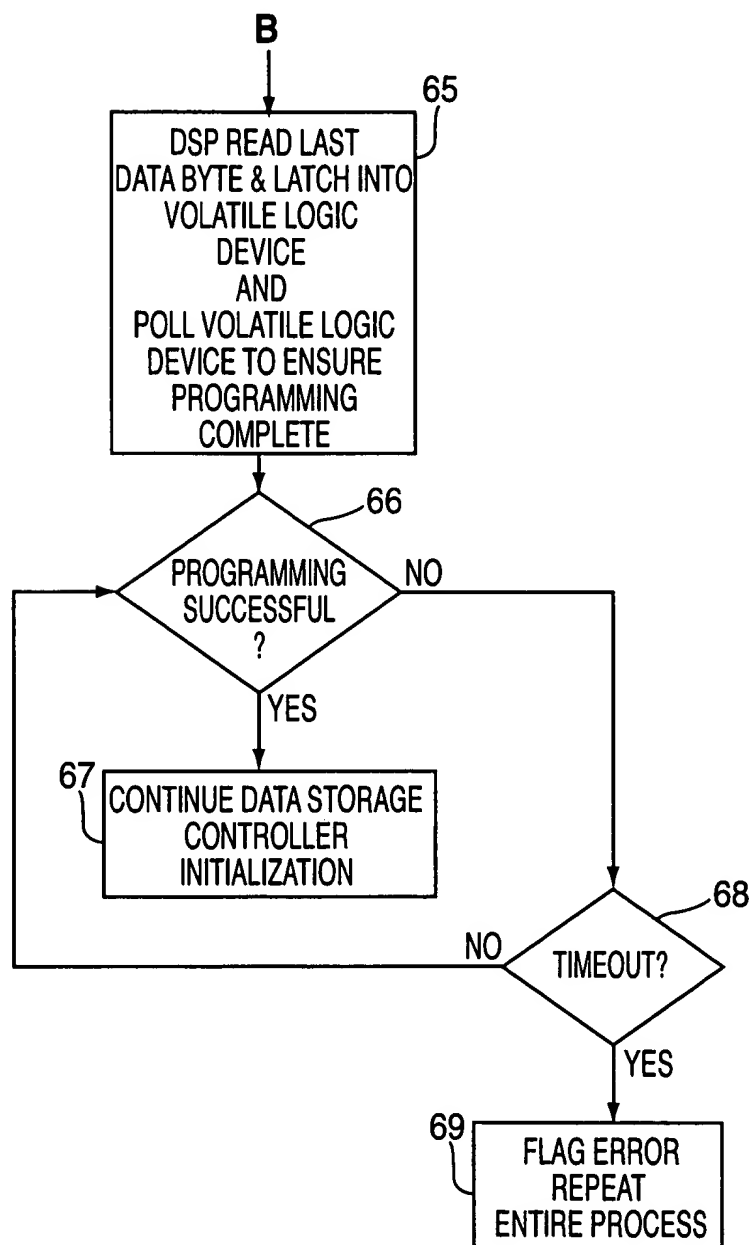 B
65
DSP READ LAST
DATA BYTE & LATCH INTO
VOLATILE LOGIC
DEVICE
AND
POLL VOLATILE LOGIC
DEVICE TO ENSURE
PROGRAMMING
COMPLETE
66
PROGRAMMING
SUCCESSFUL
?
NO
YES
67
CONTINUE DATA STORAGE
CONTROLLER
INITIALIZATION
68
TIMEOUT?
NO
YES
69
FLAG ERROR
REPEAT
ENTIRE PROCESS